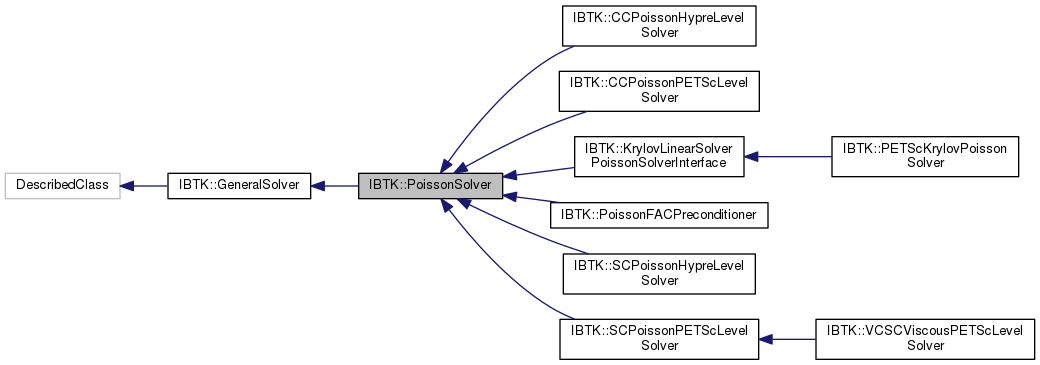 DescribedClass
IBTK::GeneralSolver
IBTK::PoissonSolver
IBTK::CCPoissonHypreLevel
Solver
IBTK::CCPoissonPETScLevel
Solver
IBTK::KrylovLinearSolver
PoissonSolverInterface
IBTK::PETScKrylovPoisson
Solver
IBTK::PoissonFACPreconditioner
IBTK::SCPoissonHypreLevel
Solver
IBTK::SCPoissonPETScLevel
Solver
IBTK::VCSCViscousPETScLevel
Solver